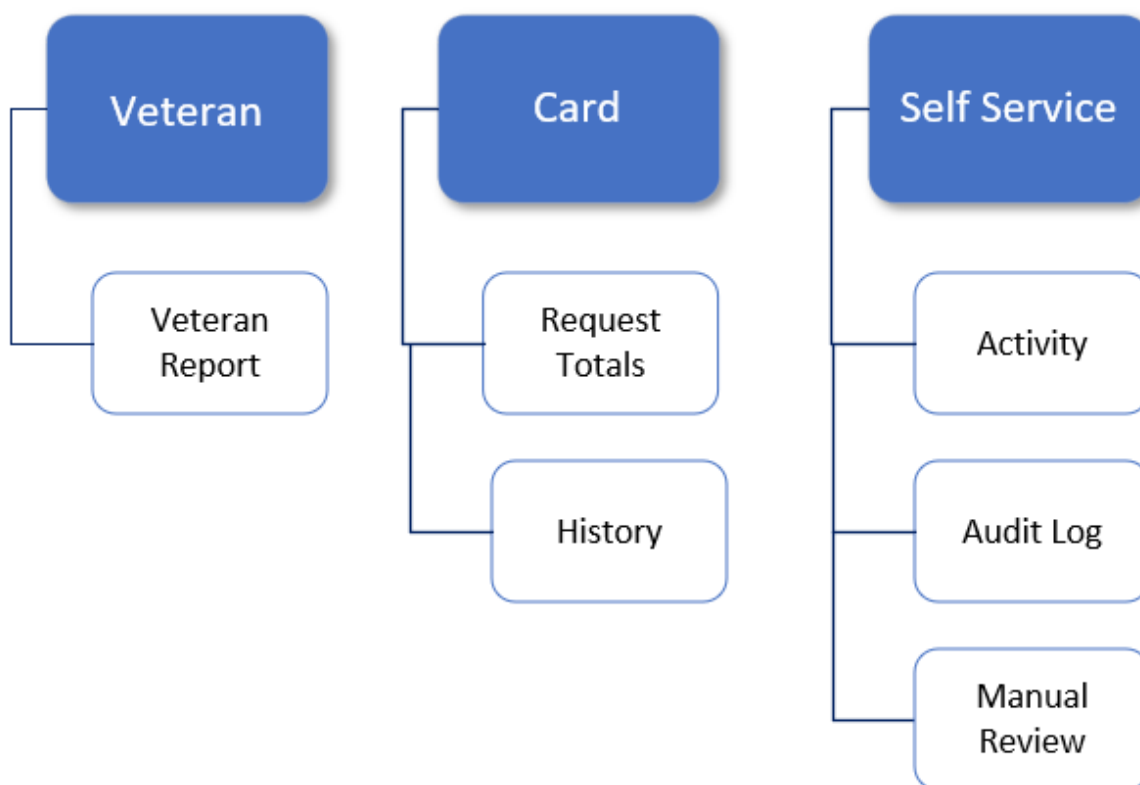 Veteran
Veteran
Report
Card
Request
Totals
History
Self Service
Activity
Audit Log
Manual
Review